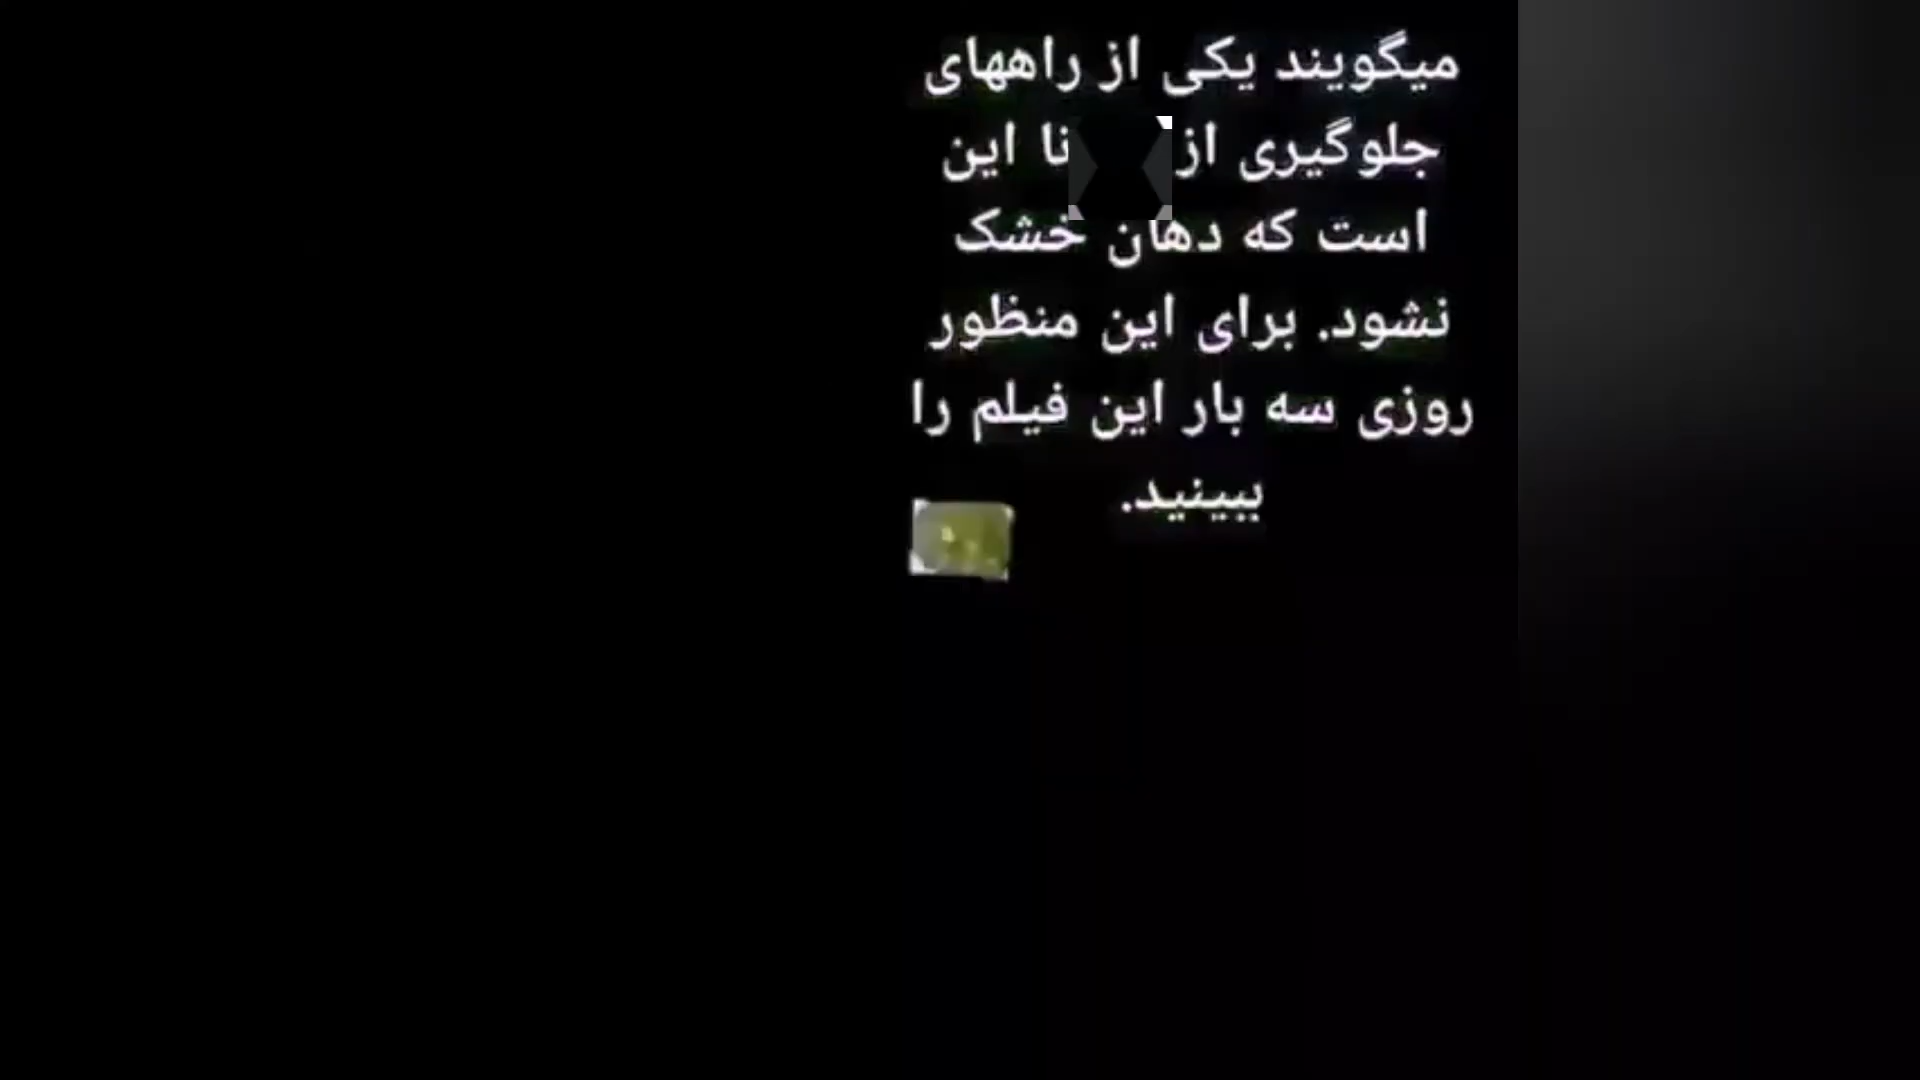 میگویند یکی از راههای
جلوگیری از نا این
است که دهان خشک
نشود. برای این منظور
روزی سه بار این فیلم را
ببینید.